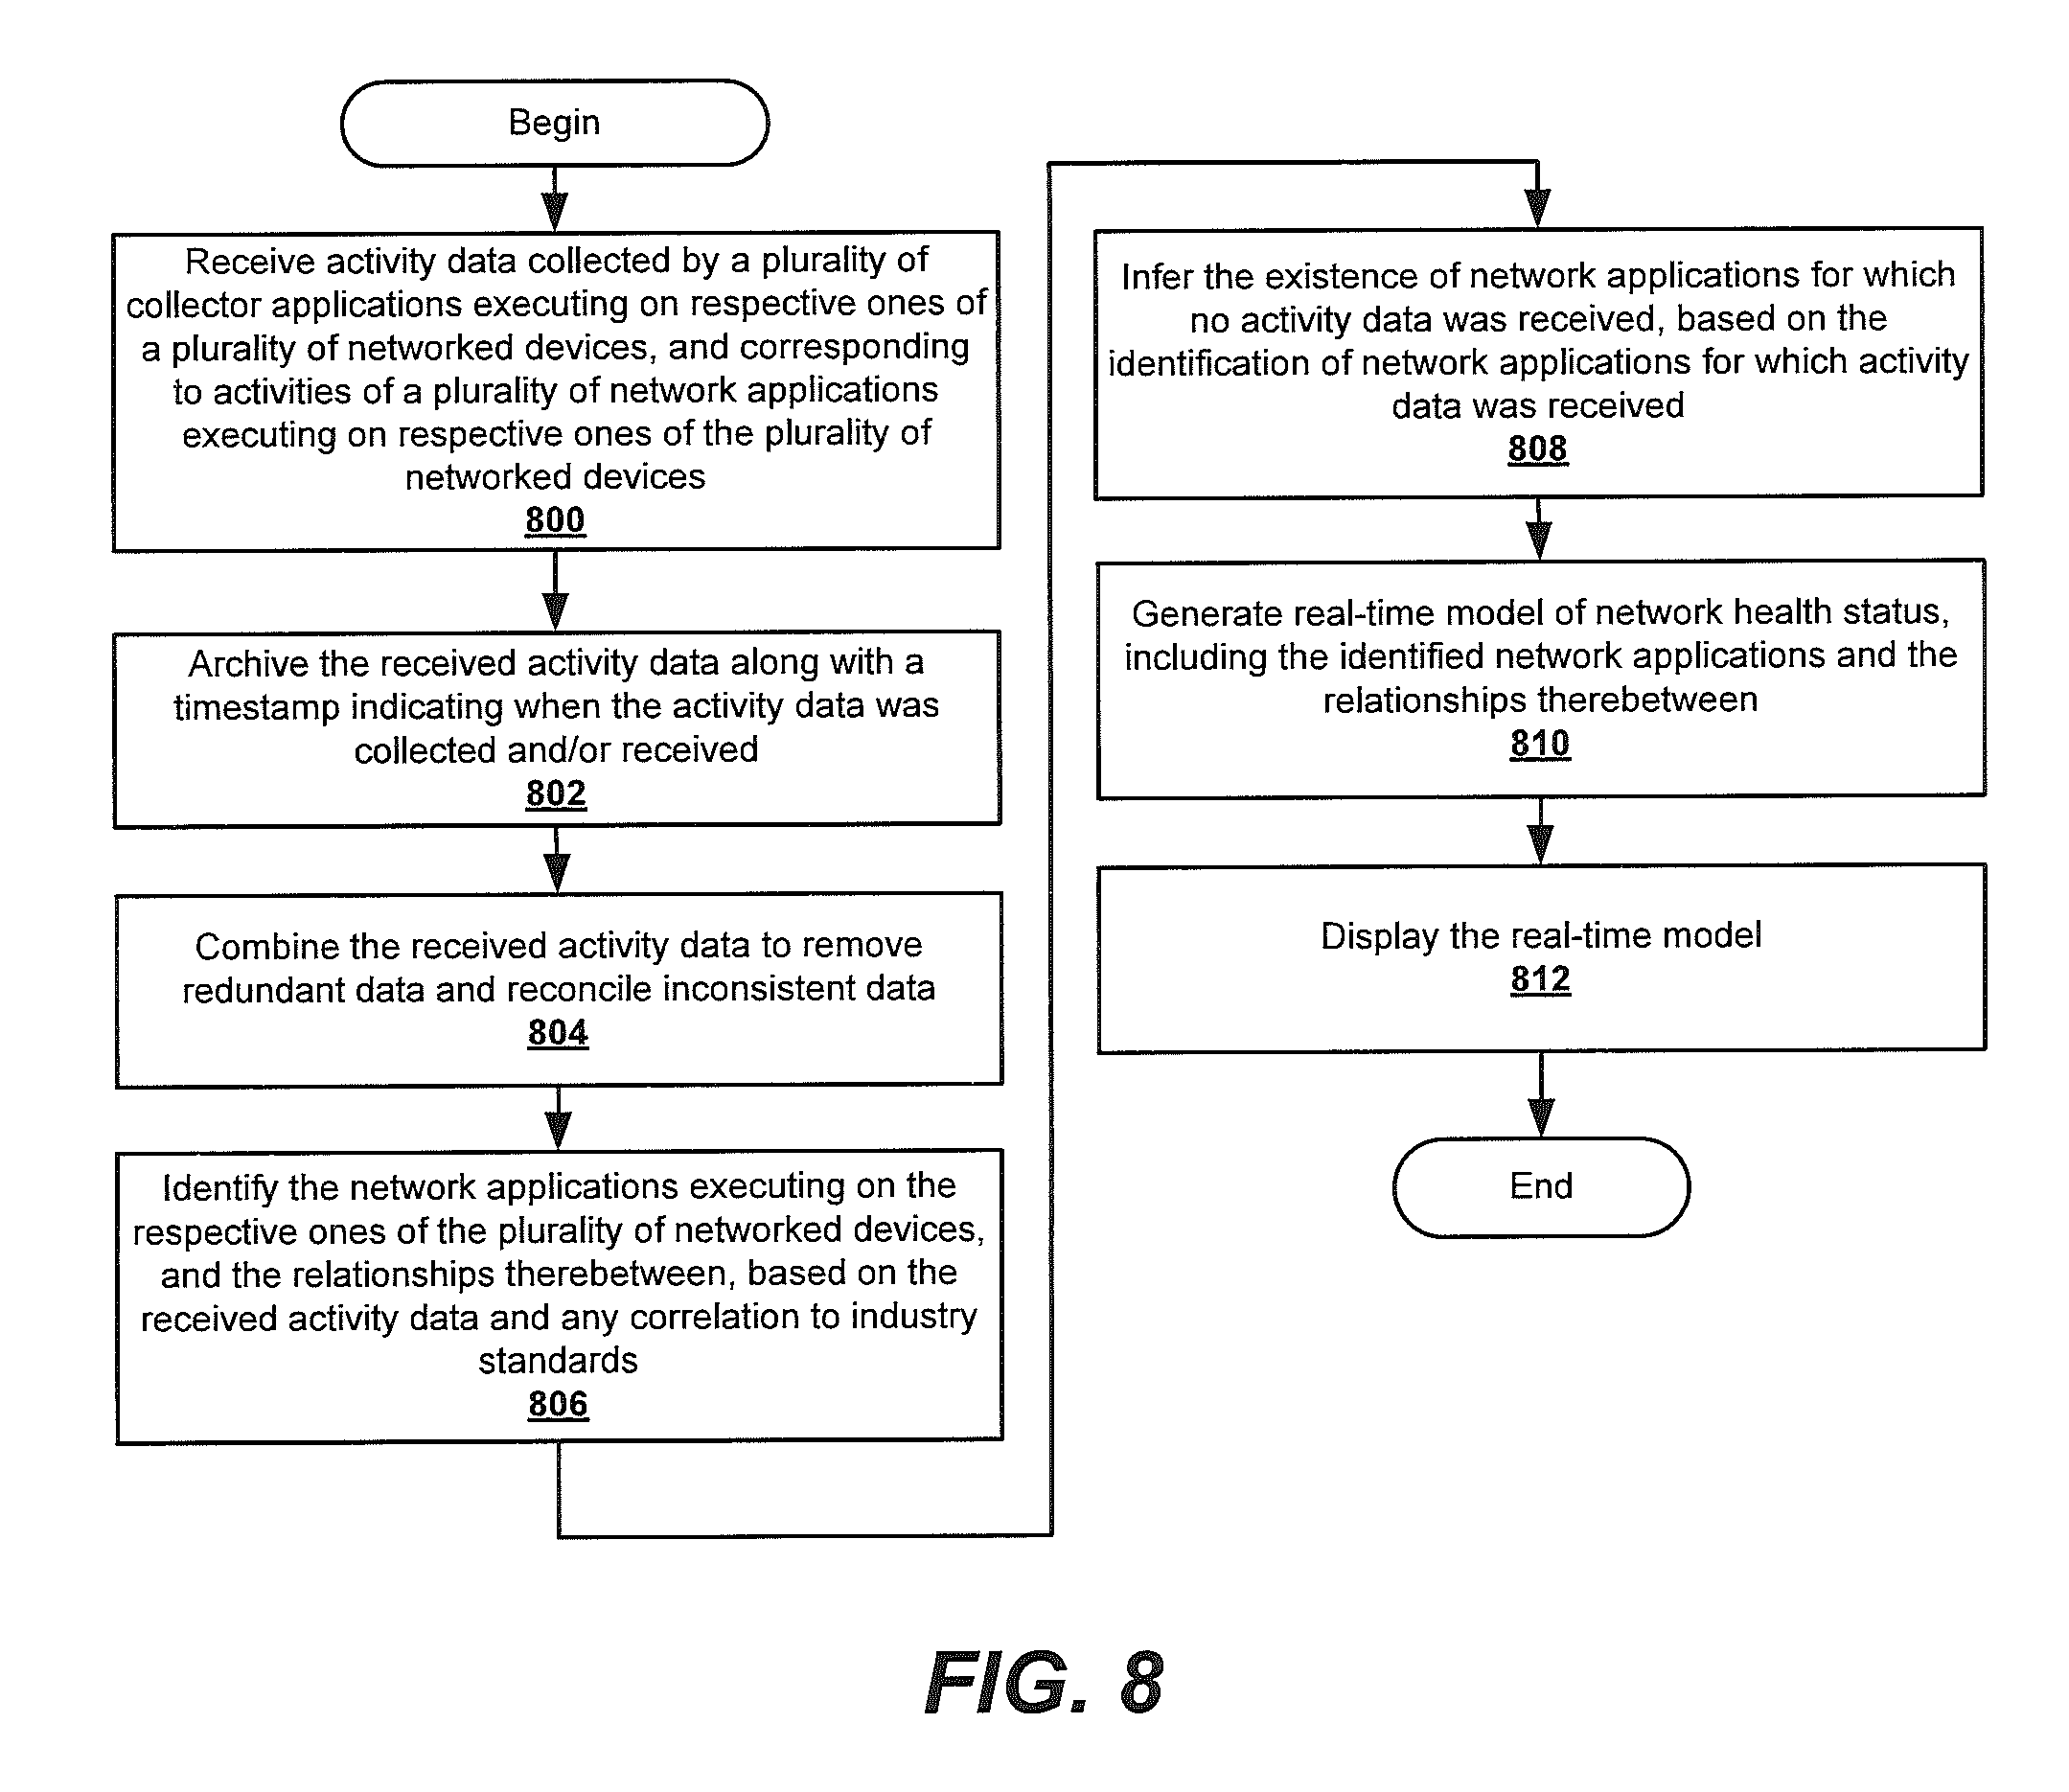 Begin
Receive activity data collected by a plurality of
collector applications executing on respective ones of
a plurality of networked devices, and corresponding
to activities of a plurality of network applications
executing on respective ones of the plurality of
networked devices
800
Archive the received activity data along with a
timestamp indicating when the activity data was
collected and/or received
802
Combine the received activity data to remove
redundant data and reconcile inconsistent data
804
Identify the network applications executing on the
respective ones of the plurality of networked devices,
and the relationships therebetween, based on the
received activity data and any correlation to industry
standards
806
Infer the existence of network applications for which
no activity data was received, based on the
identification of network applications for which activity
data was received
808
Generate real-time model of network health status,
including the identified network applications and the
relationships therebetween
810
Display the real-time model
812
End
FIG. 8